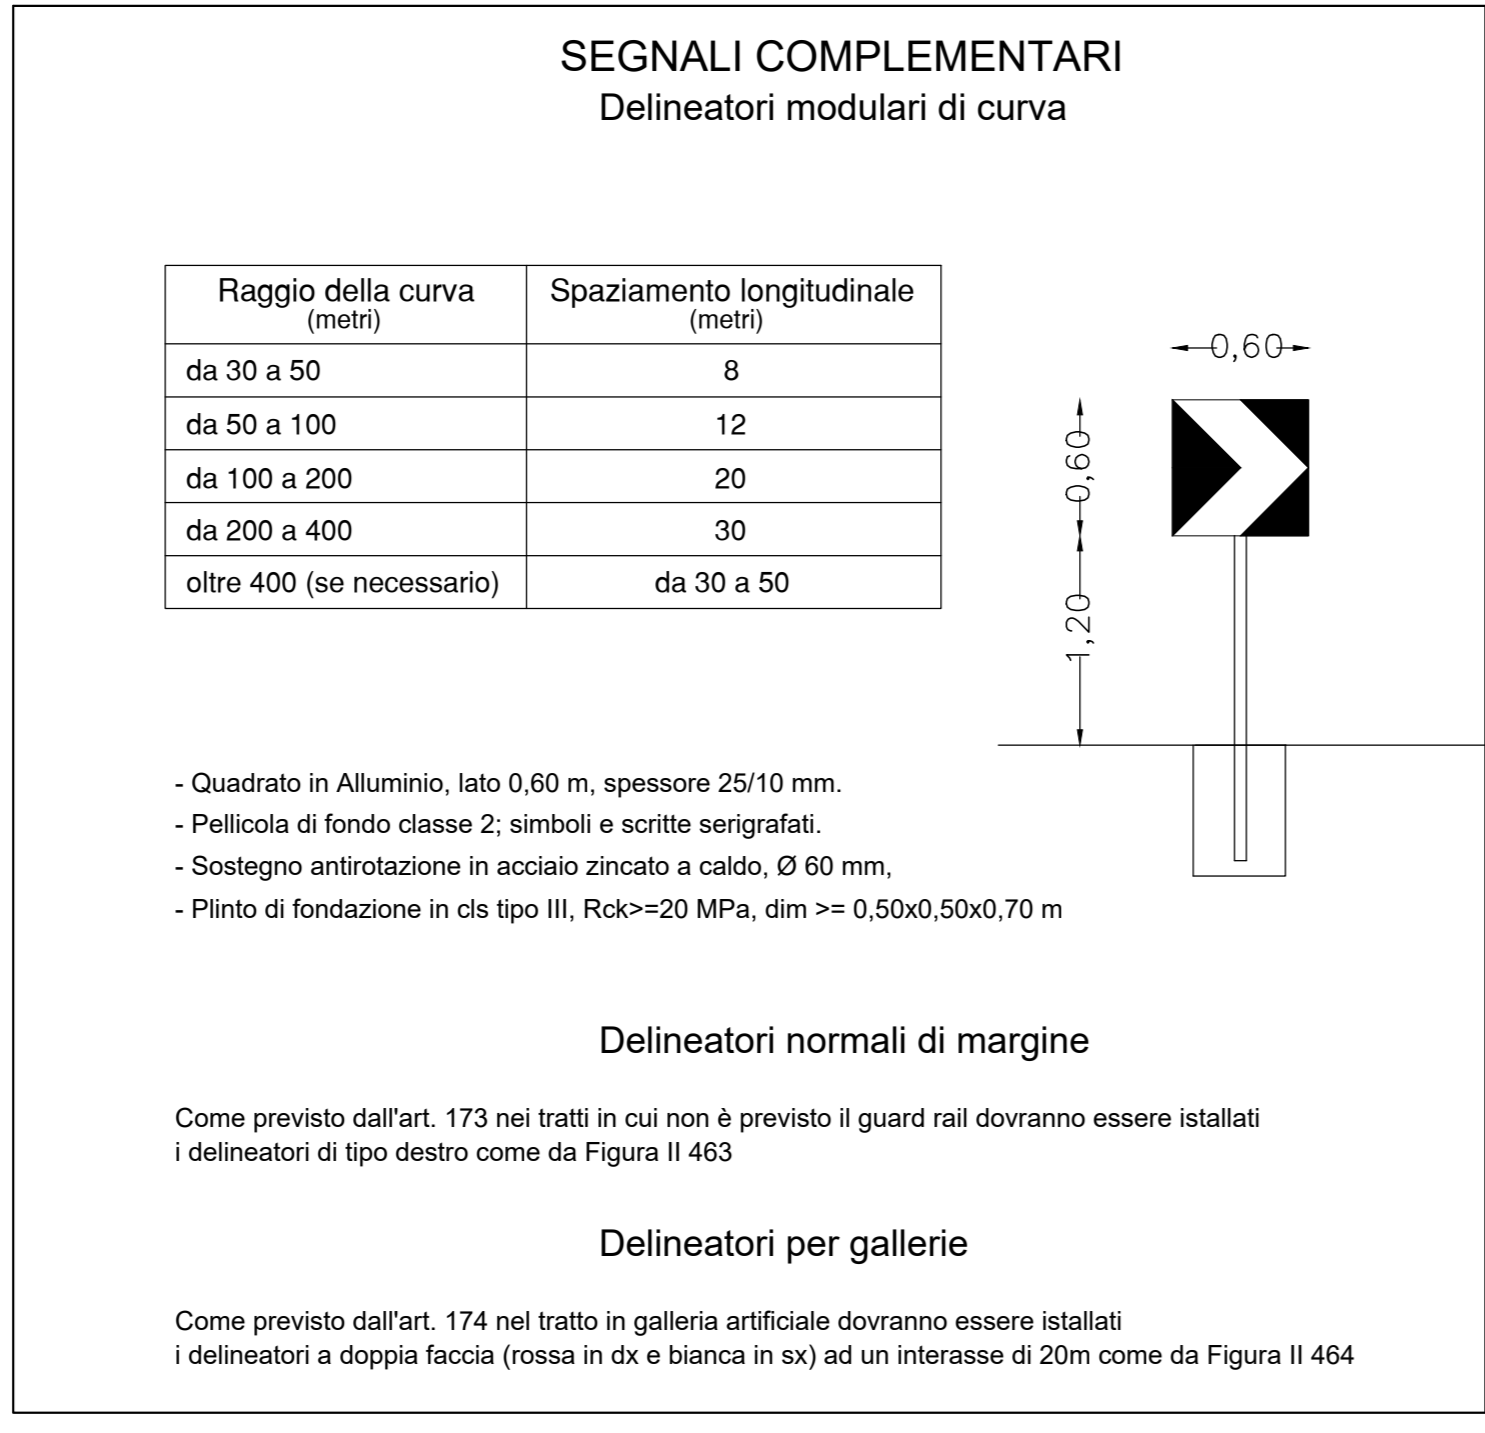 SEGNALI COMPLEMENTARI
Delineatori modulari di curva
Raggio della curva Spaziamento longitudinale
(metri) (metri)
da 30 a 50 8
da 50 a 100 12
da 100 a 200 20
da 200 a 400 30
oltre 400 (se necessario) da 30 a 50
0,60
0,60
1,20
- Quadrato in Alluminio, lato 0,60 m, spessore 25/10 mm.
- Pellicola di fondo classe 2; simboli e scritte serigrafati.
- Sostegno antirotazione in acciaio zincato a caldo, Ø 60 mm,
- Plinto di fondazione in cls tipo III, Rck>=20 MPa, dim >= 0,50x0,50x0,70 m
Delineatori normali di margine
Come previsto dall'art. 173 nei tratti in cui non è previsto il guard rail dovranno essere istallati
i delineatori di tipo destro come da Figura II 463
Delineatori per gallerie
Come previsto dall'art. 174 nel tratto in galleria artificiale dovranno essere istallati
i delineatori a doppia faccia (rossa in dx e bianca in sx) ad un interasse di 20m come da Figura II 464